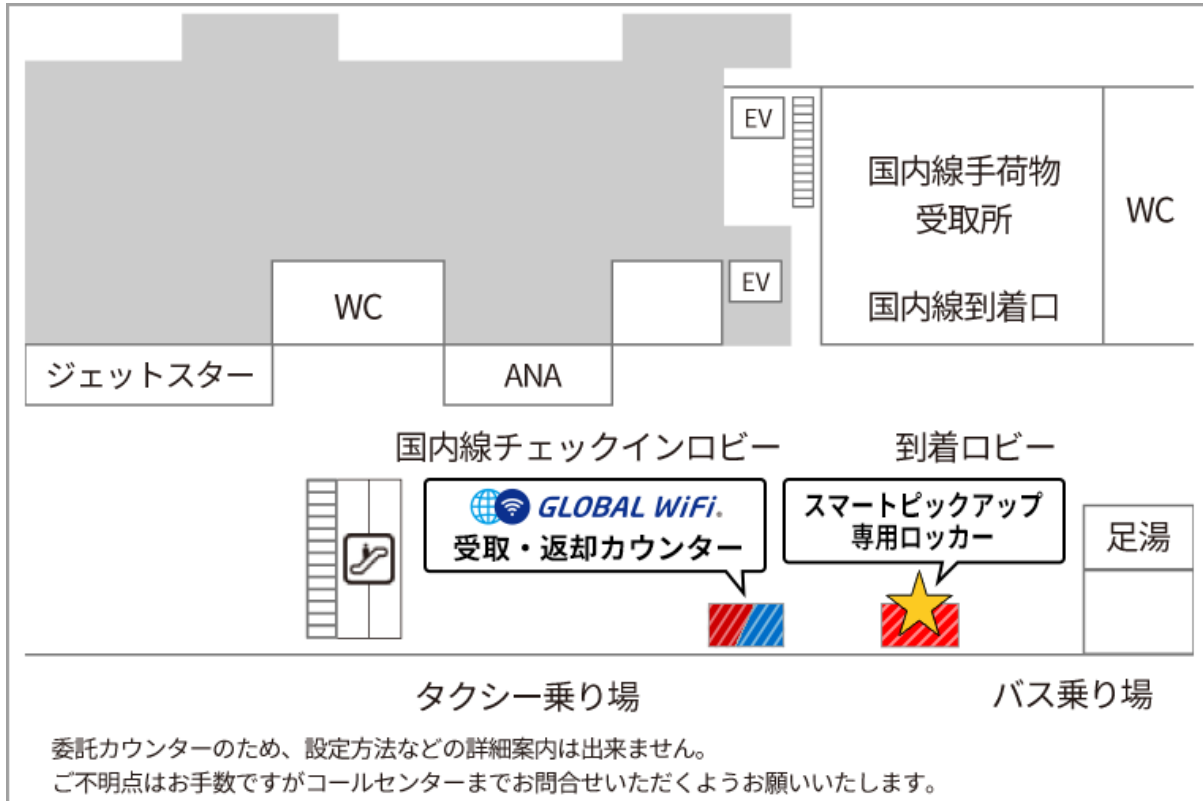 EV
国内線手荷物
受取所
WC
EV
国内線到着口
WC
ジェットスター
ANA
国内線チェックインロビー
到着ロビー
GLOBAL WiFi®
受取・返却カウンター
スマートピックアップ
専用ロッカー
足湯
タクシー乗り場
バス乗り場
委託カウンターのため、設定方法などの詳細案内は出来ません。
ご不明点はお手数ですがコールセンターまでお問合せいただくようお願いいたします。